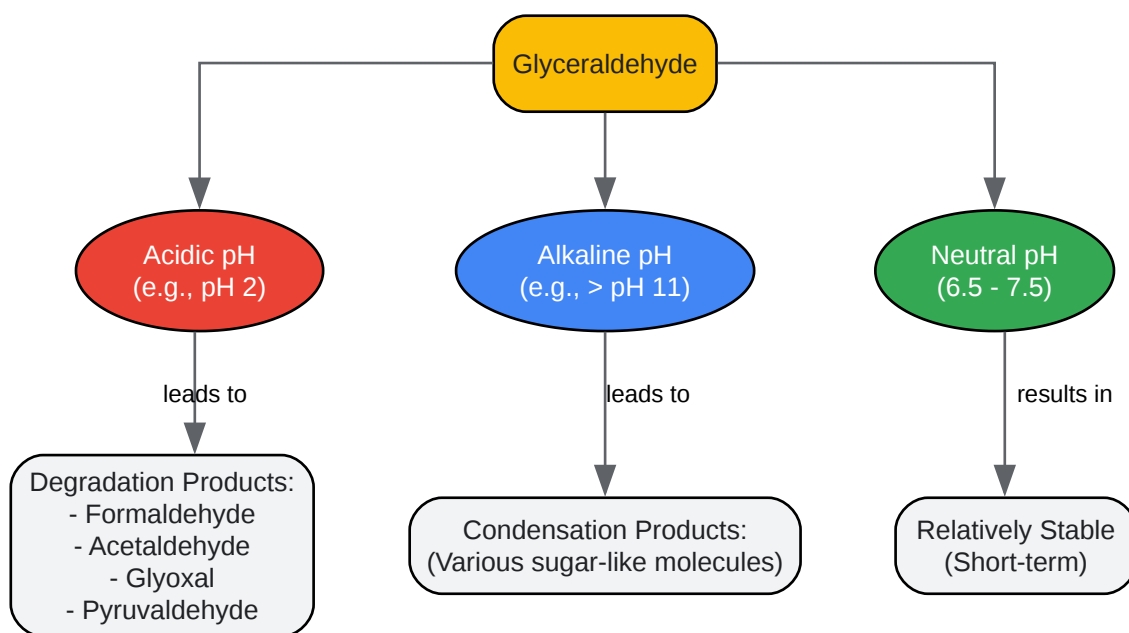 Glyceraldehyde
Acidic pH
(e.g., pH 2)
Alkaline pH
(e.g., > pH 11)
Neutral pH
(6.5 - 7.5)
leads to
leads to
results in
Degradation Products:
- Formaldehyde
- Acetaldehyde
- Glyoxal
- Pyruvaldehyde
Condensation Products:
(Various sugar-like molecules)
Relatively Stable
(Short-term)